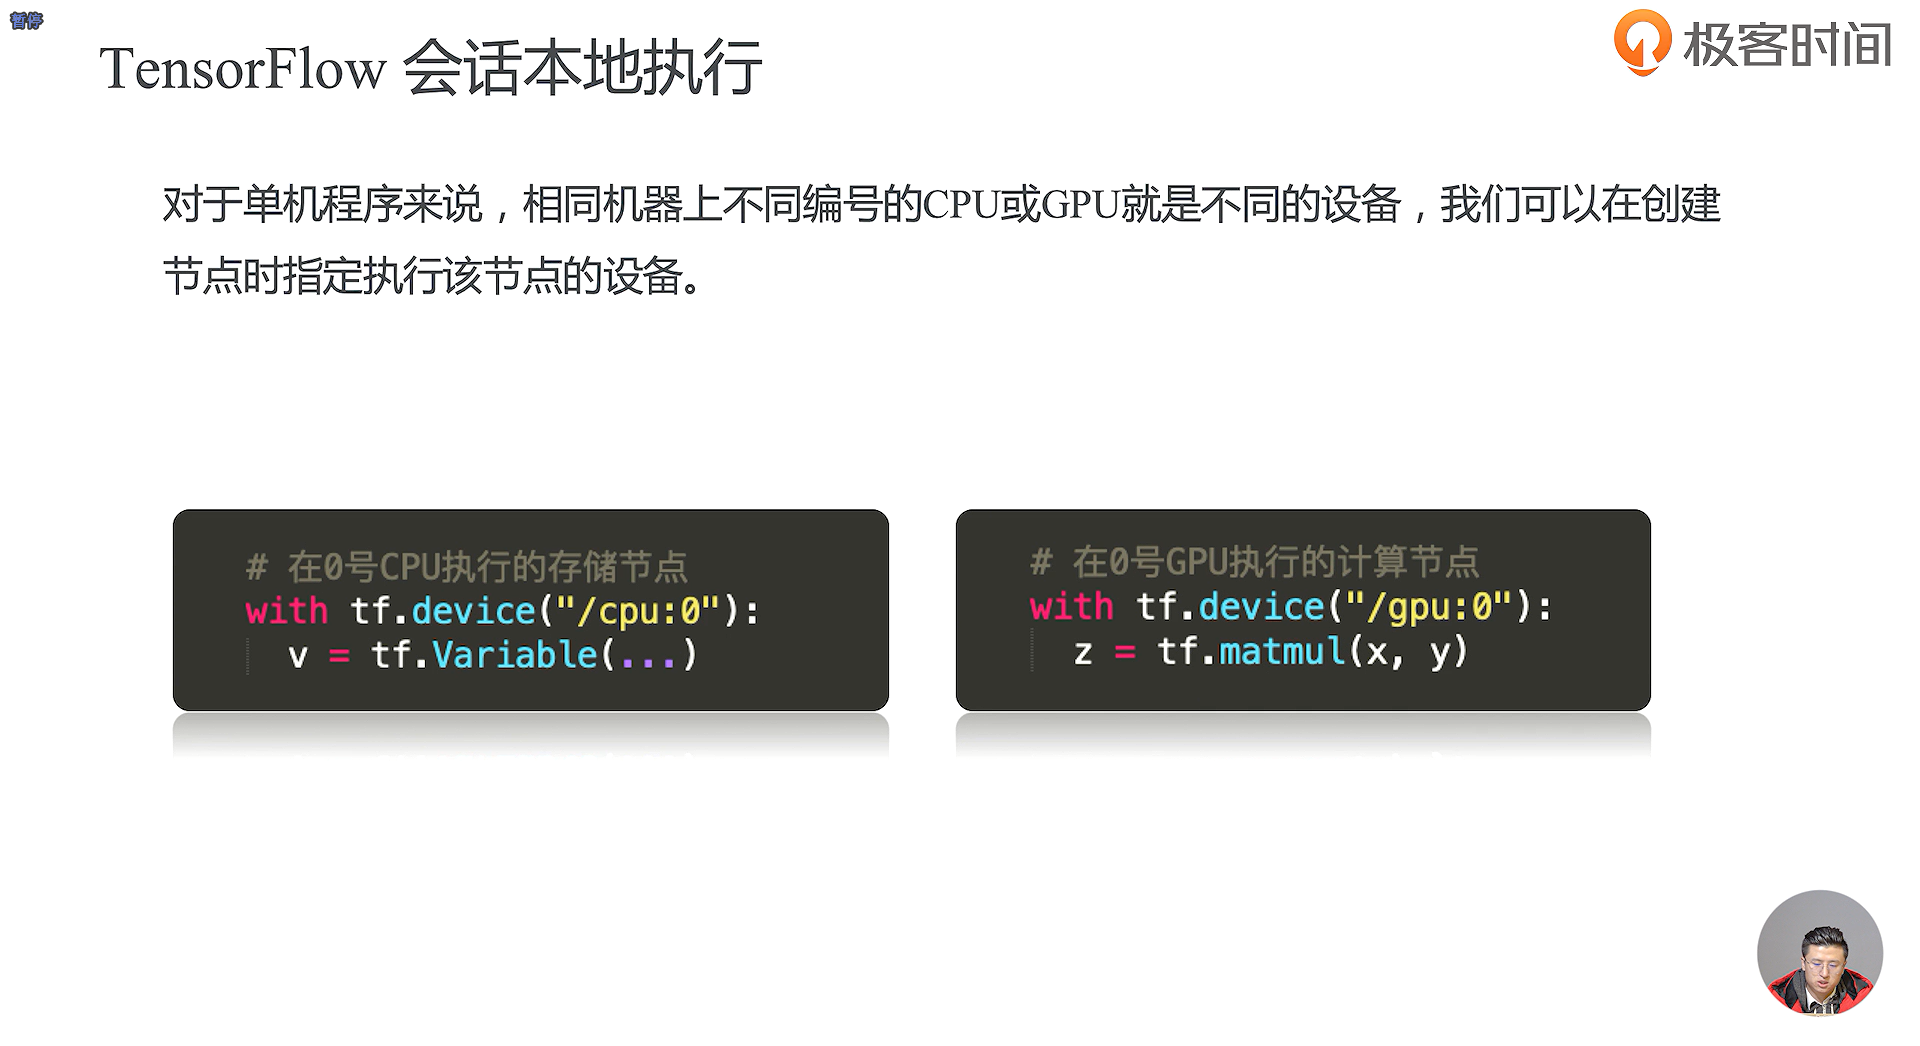 暂停
TensorFlow 会话本地执行
极客时间
对于单机程序来说，相同机器上不同编号的CPU或GPU就是不同的设备，我们可以在创建
节点时指定执行该节点的设备。
# 在0号CPU执行的存储节点
with tf.device("/cpu:0"):
v = tf.Variable(...)
# 在0号GPU执行的计算节点
with tf.device("/gpu:0"):
z = tf.matmul(x, y)